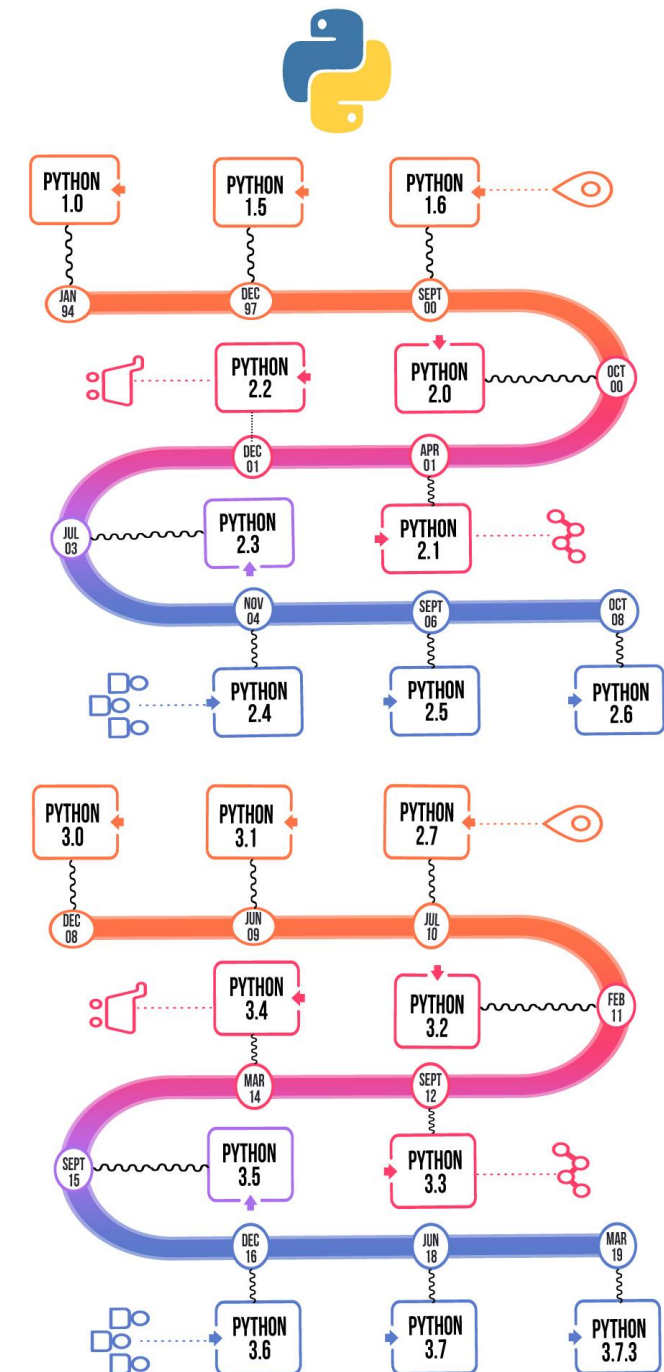 PYTHON
1.0
PYTHON
1.5
PYTHON
1.6
JAN
94
DEC
97
SEPT
00
PYTHON
2.2
PYTHON
2.0
OCT
00
DEC
01
APR
01
JUL
03
PYTHON
2.3
PYTHON
2.1
NOV
04
SEPT
06
OCT
08
PYTHON
2.4
PYTHON
2.5
PYTHON
2.6
PYTHON
3.0
PYTHON
3.1
PYTHON
2.7
DEC
08
JUN
09
JUL
10
PYTHON
3.4
PYTHON
3.2
FEB
11
MAR
14
SEPT
12
SEPT
15
PYTHON
3.5
PYTHON
3.3
DEC
16
JUN
18
MAR
19
PYTHON
3.6
PYTHON
3.7
PYTHON
3.7.3